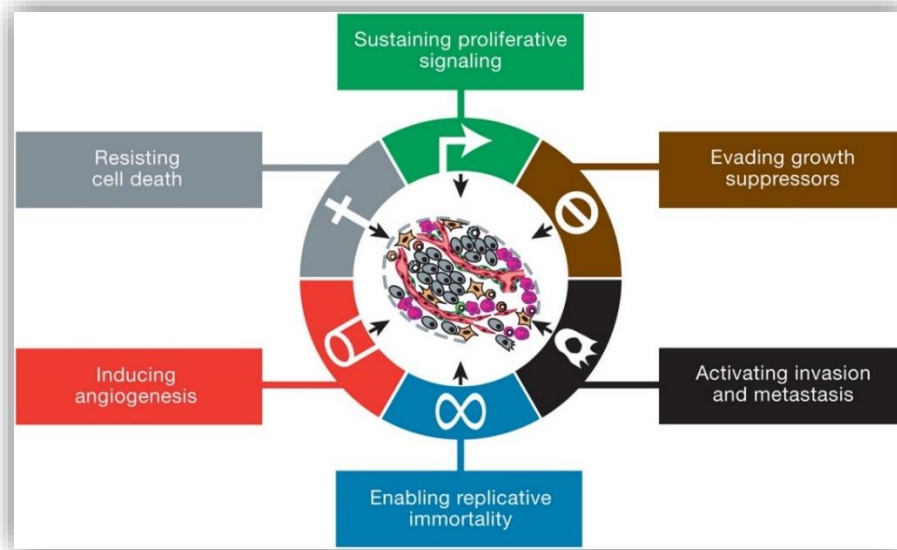 Sustaining proliferative
signaling
Resisting
cell death
Evading growth
suppressors
Inducing
angiogenesis
Activating invasion
and metastasis
Enabling replicative
immortality